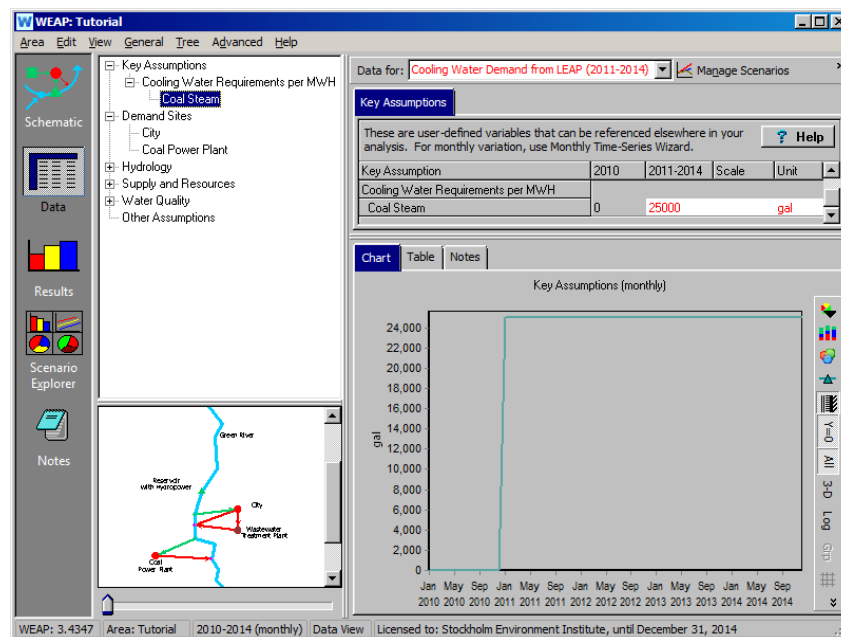 WEAP: Tutorial
Area Edit View General Tree Advanced Help
Schematic
Data
Results
Scenario
Explorer
Notes
Key Assumptions
Cooling Water Requirements per MWH
Coal Steam
Demand Sites
City
Coal Power Plant
Hydrology
Supply and Resources
Water Quality
Other Assumptions
Green River
Reservoir
with Hydropower
City
Wastewater
Treatment Plant
Coal
Power Plant
Data for: Cooling Water Demand from LEAP (2011-2014) Manage Scenarios
Key Assumptions
These are user-defined variables that can be referenced elsewhere in your
analysis. For monthly variation, use Monthly Time-Series Wizard.
? Help
Key Assumption 2010 2011-2014 Scale Unit
Cooling Water Requirements per MWH
Coal Steam 0 25000 gal
Chart Table Notes
Key Assumptions (monthly)
24,000
22,000
20,000
18,000
16,000
14,000
12,000
10,000
8,000
6,000
4,000
2,000
0
gal
Jan May Sep Jan May Sep Jan May Sep Jan May Sep Jan May Sep
2010 2010 2010 2011 2011 2011 2012 2012 2012 2013 2013 2013 2014 2014 2014
Y=0
All
3-D
Log
WEAP: 3.4347 Area: Tutorial 2010-2014 (monthly) Data View Licensed to: Stockholm Environment Institute, until December 31, 2014